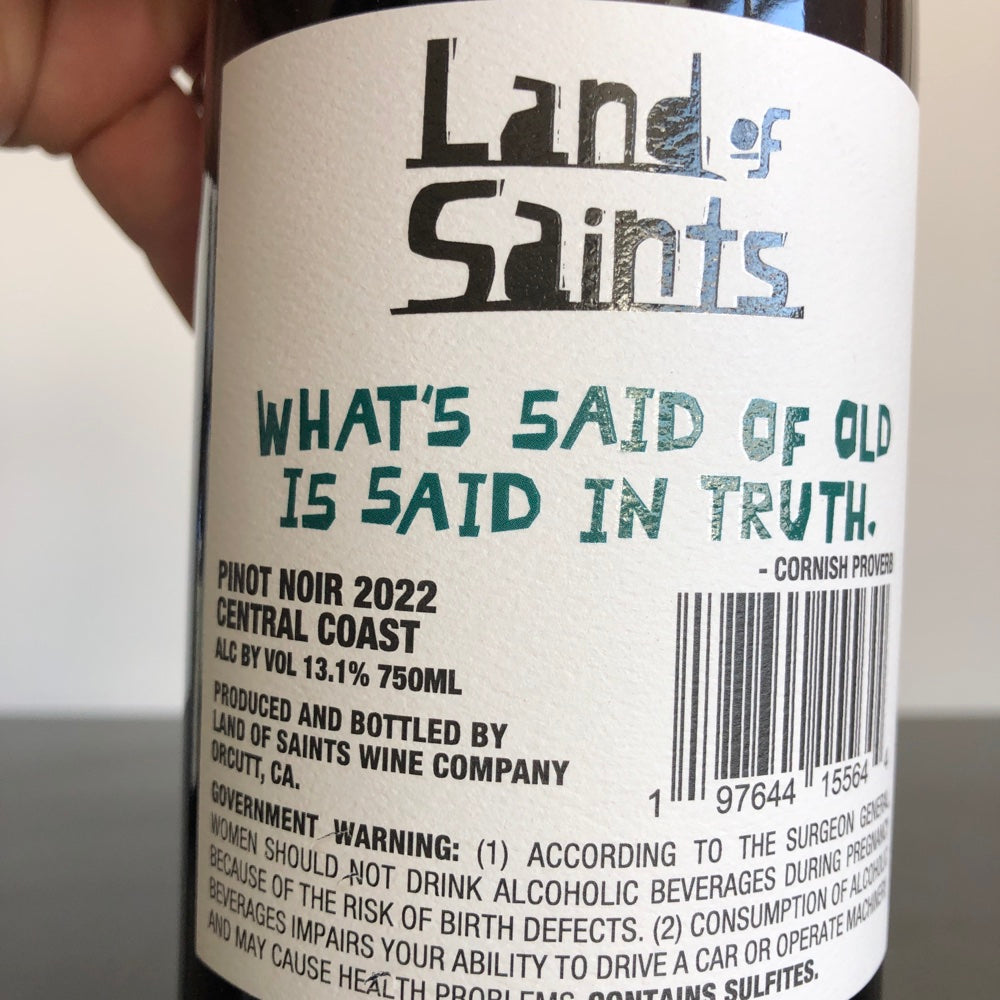 Land of
Saints
WHAT'S SAID OF OLD
IS SAID IN TRUTH.
- CORNISH PROVERB
PINOT NOIR 2022
CENTRAL COAST
ALC BY VOL 13.1% 750ML
PRODUCED AND BOTTLED BY
LAND OF SAINTS WINE COMPANY
ORCUTT, CA.
1 97644 15564 4
GOVERNMENT WARNING: (1) ACCORDING TO THE SURGEON GENERAL
WOMEN SHOULD NOT DRINK ALCOHOLIC BEVERAGES DURING PREGNANCY
BECAUSE OF THE RISK OF BIRTH DEFECTS. (2) CONSUMPTION OF ALCOHOLIC
BEVERAGES IMPAIRS YOUR ABILITY TO DRIVE A CAR OR OPERATE MACHINERY
AND MAY CAUSE HEALTH PROBLEMS. CONTAINS SULFITES.